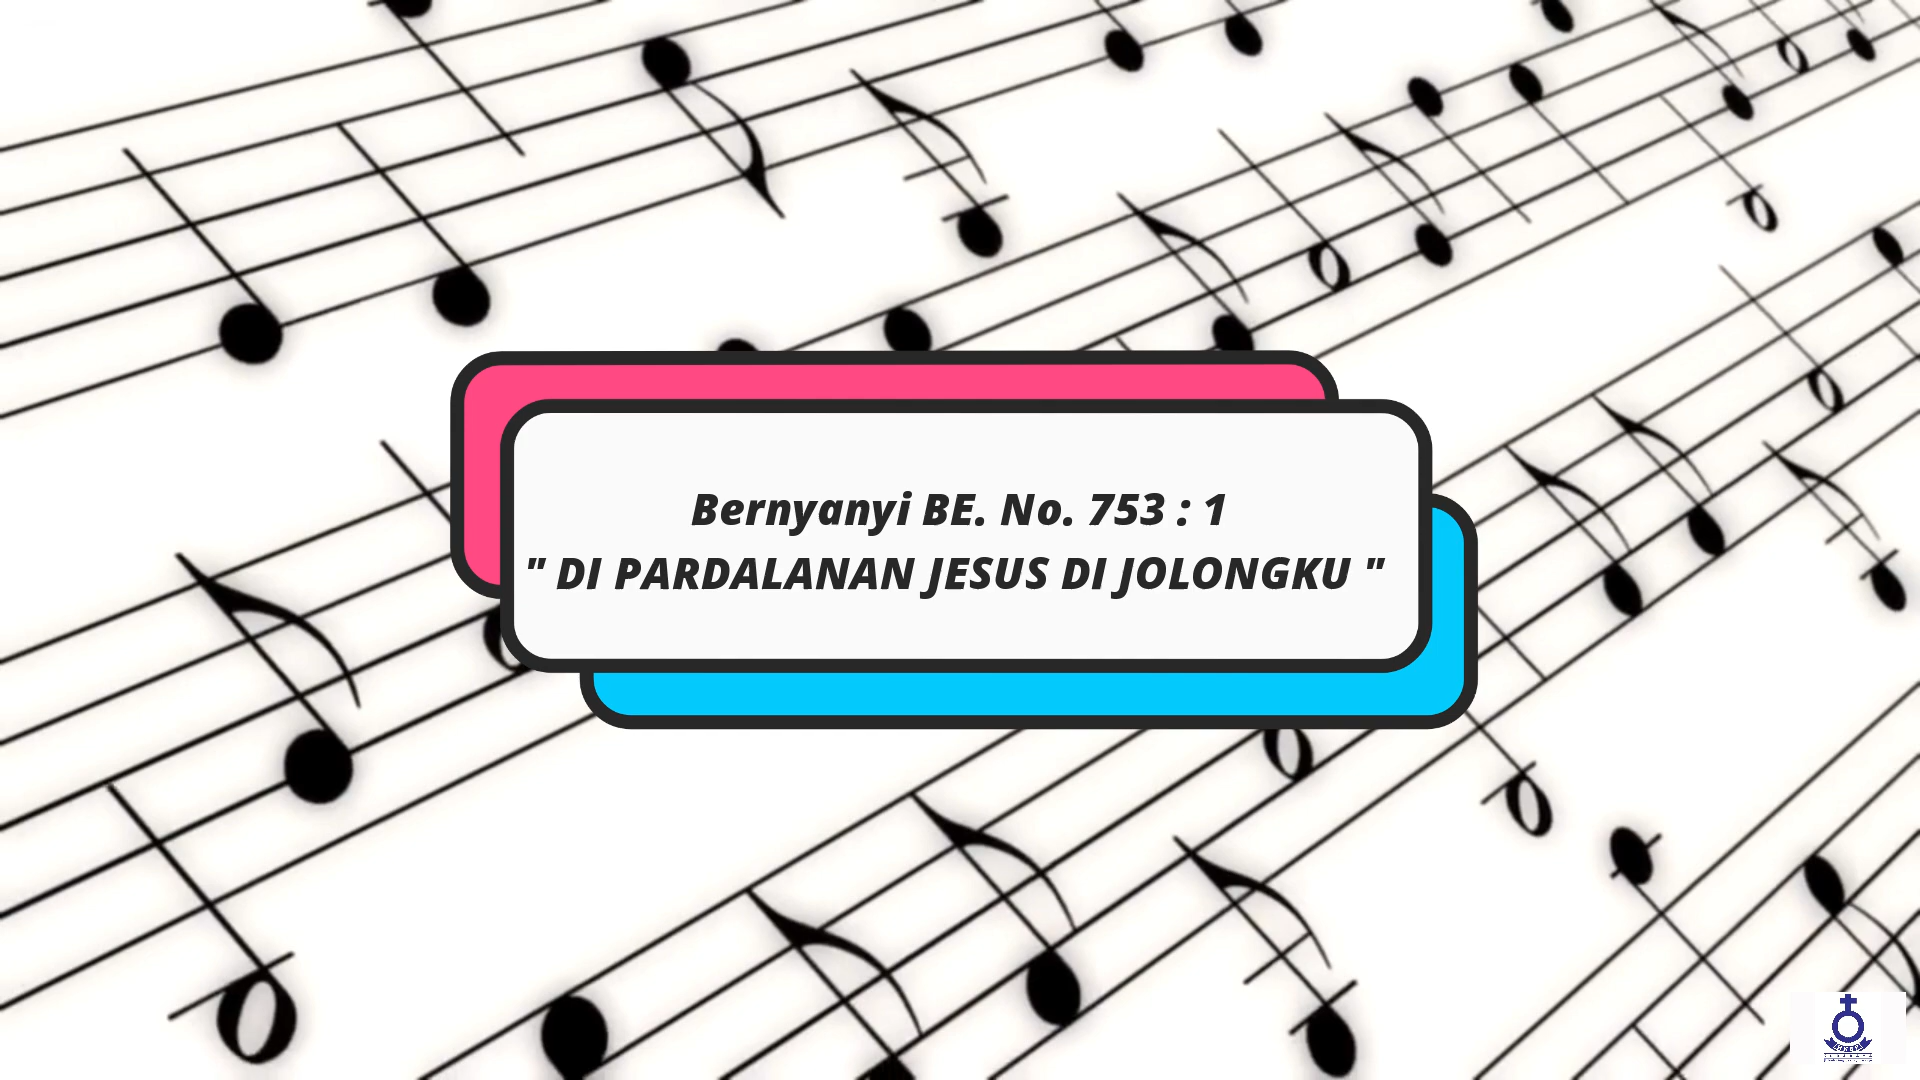 Bernyanyi BE. No. 753 : 1
" DI PARDALANAN JESUS DI JOLONGKU "